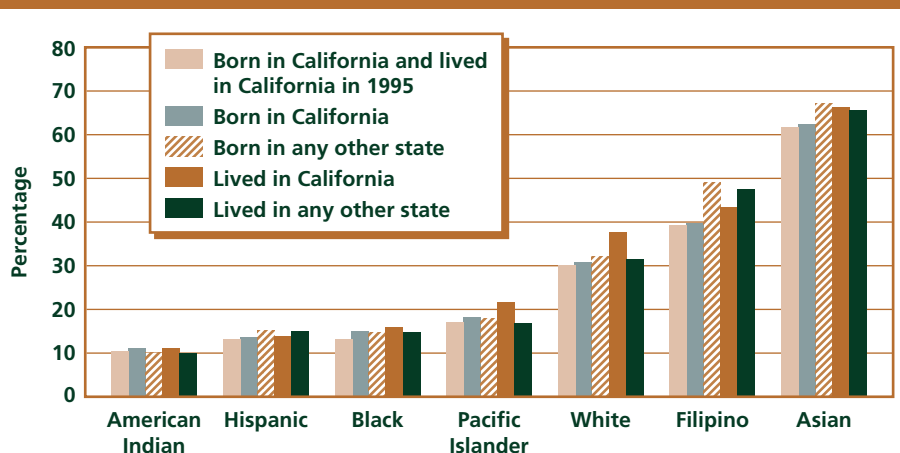 80
70
60
50
40
30
20
10
0
Percentage
Born in California and lived
in California in 1995
Born in California
Born in any other state
Lived in California
Lived in any other state
American
Indian
Hispanic
Black
Pacific
Islander
White
Filipino
Asian